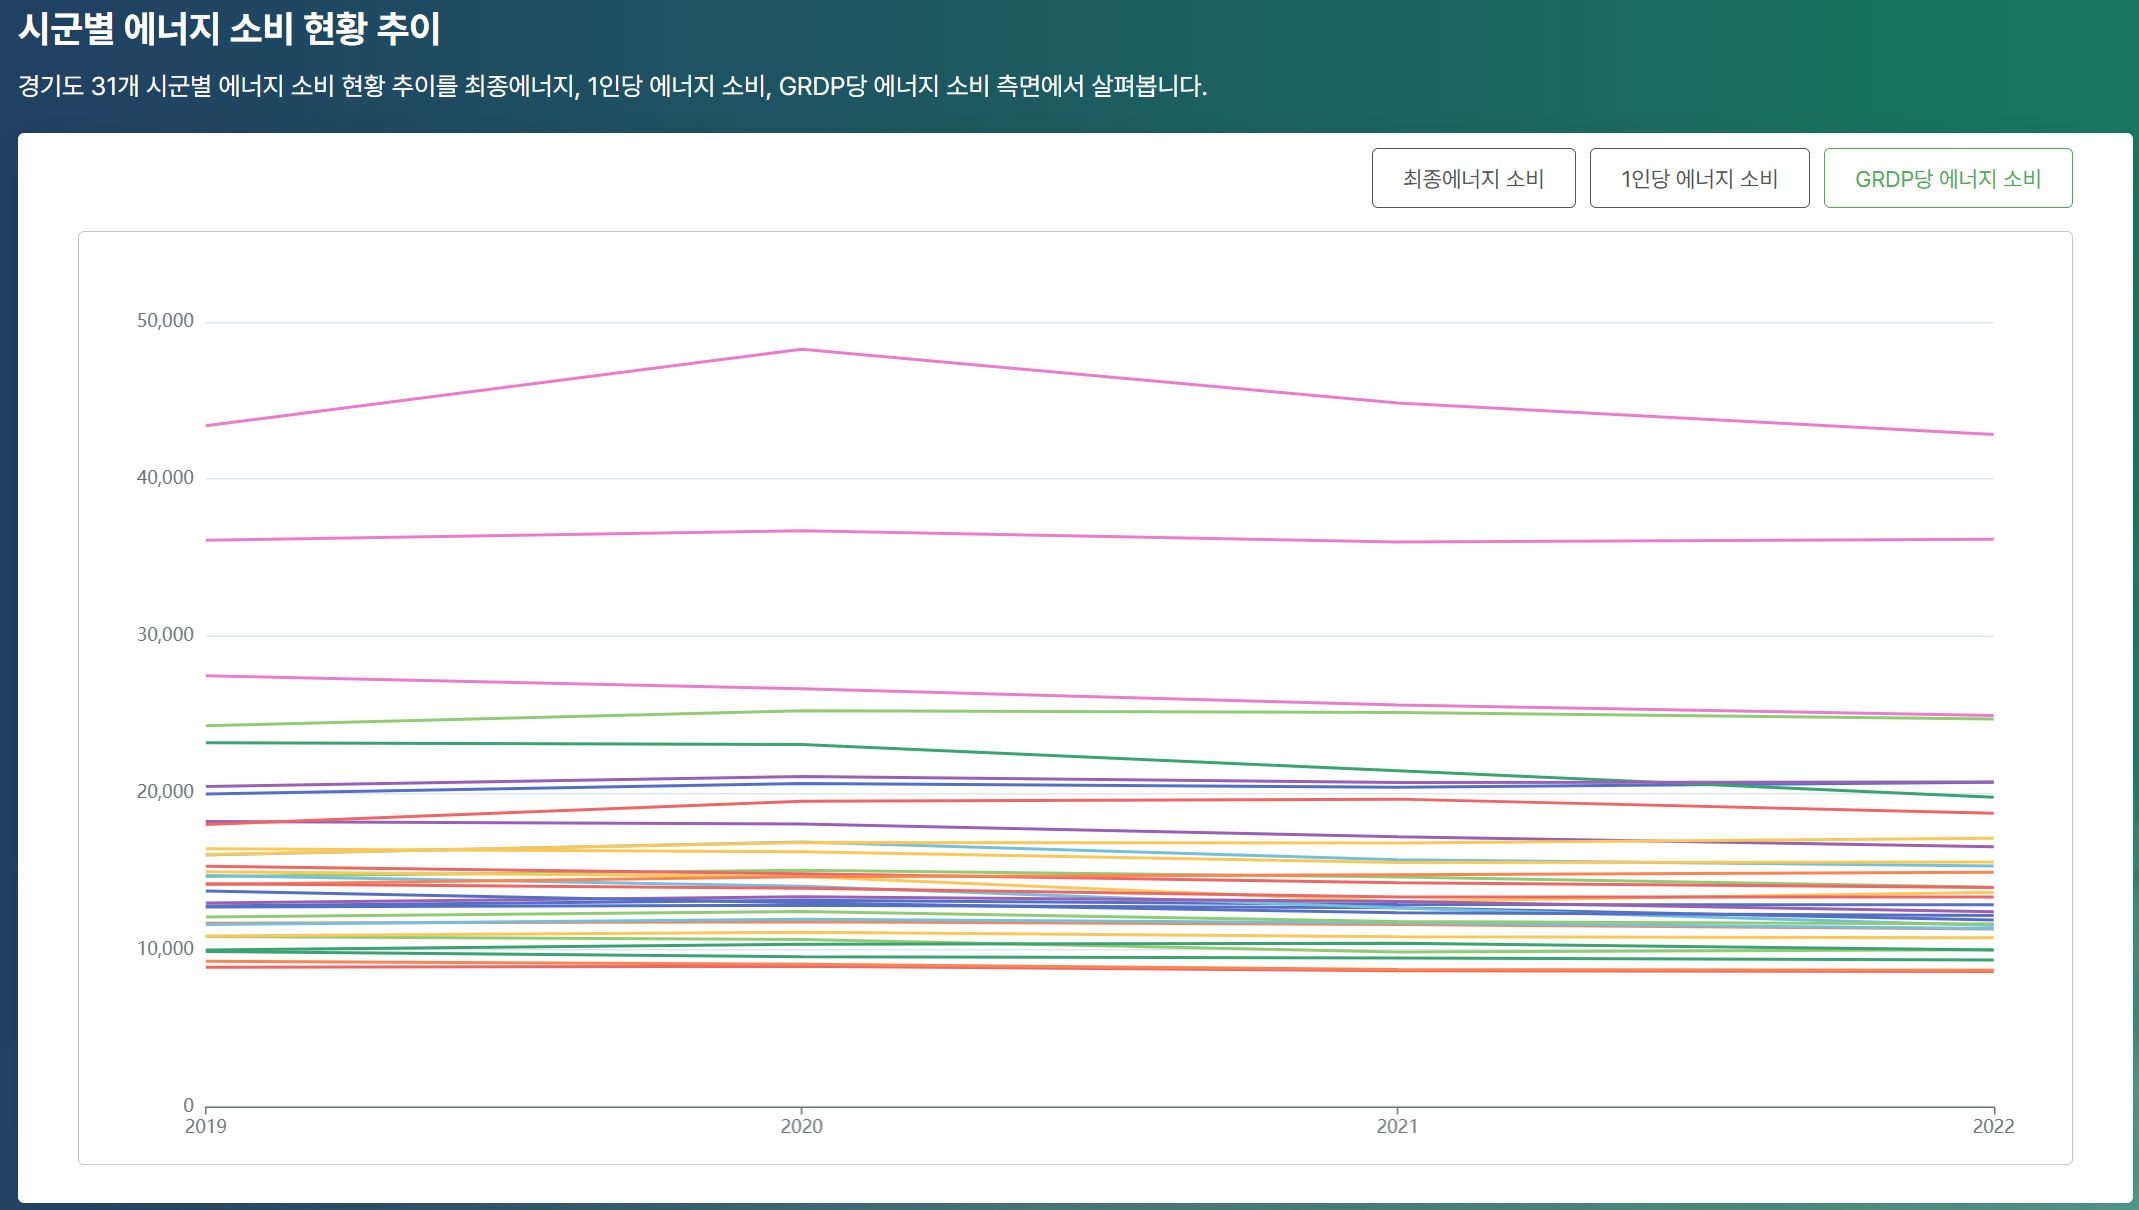 시군별 에너지 소비 현황 추이
경기도 31개 시군별 에너지 소비 현황 추이를 최종에너지, 1인당 에너지 소비, GRDP당 에너지 소비 측면에서 살펴봅니다.
최종에너지 소비 1인당 에너지 소비 GRDP당 에너지 소비
50,000
40,000
30,000
20,000
10,000
0
2019 2020 2021 2022